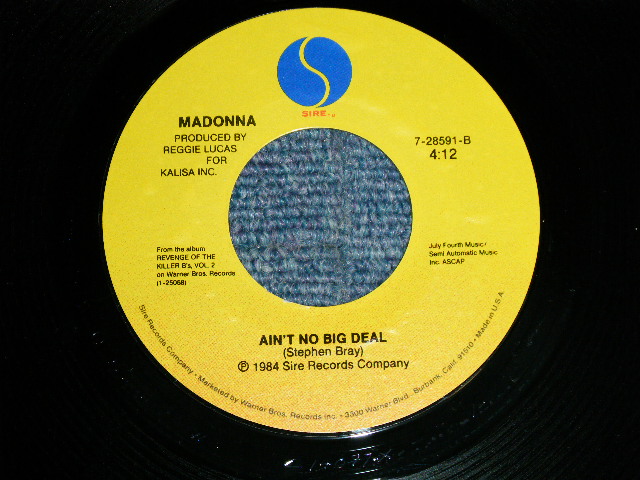 SIRE
MADONNA
PRODUCED BY
REGGIE LUCAS
FOR
KALISA INC.
7-28591-B
4:12
From the album
REVENGE OF THE
KILLER B's, VOL. 2
on Warner Bros. Records
(1-25068)
July Fourth Music/
Semi Automatic Music
Inc. ASCAP
AIN'T NO BIG DEAL
(Stephen Bray)
℗ 1984 Sire Records Company
Sire Records Company • Marketed by Warner Bros. Records Inc. • 3300 Warner Blvd., Burbank, Calif. 91510 • Made in U.S.A.